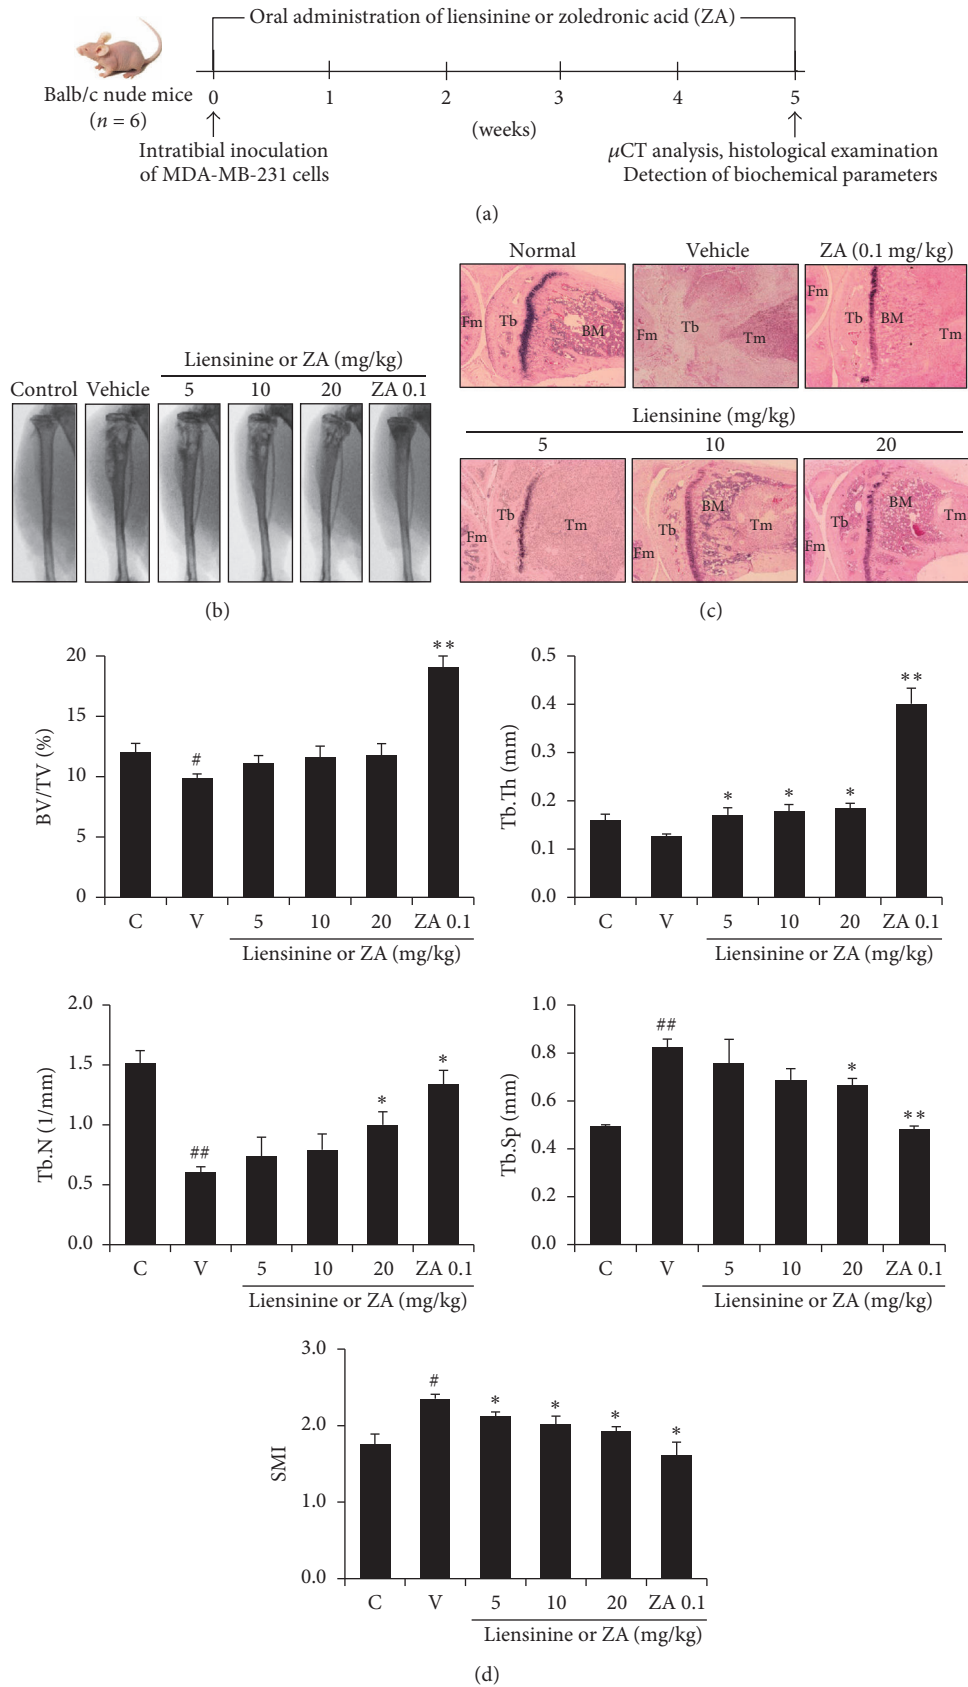 Oral administration of liensinine or zoledronic acid (ZA)
Balb/c nude mice
(n = 6)
0 1 2 3 4 5
(weeks)
Intratibial inoculation
of MDA-MB-231 cells
μCT analysis, histological examination
Detection of biochemical parameters
(a)
Liensinine or ZA (mg/kg)
Control Vehicle 5 10 20 ZA 0.1
(b)
Normal Vehicle ZA (0.1 mg/kg)
Fm Tb BM
Fm Tb Tm
Fm Tb BM Tm
Liensinine (mg/kg)
5 10 20
Fm Tb Tm
Fm Tb BM Tm
Fm Tb BM Tm
(c)
BV/TV (%)
20
15
10
5
0
#
**
C V 5 10 20 ZA 0.1
Liensinine or ZA (mg/kg)
Tb.Th (mm)
0.5
0.4
0.3
0.2
0.1
0.0
* * * **
C V 5 10 20 ZA 0.1
Liensinine or ZA (mg/kg)
Tb.N (1/mm)
2.0
1.5
1.0
0.5
0.0
## * *
C V 5 10 20 ZA 0.1
Liensinine or ZA (mg/kg)
Tb.Sp (mm)
1.0
0.8
0.6
0.4
0.2
0.0
## * **
C V 5 10 20 ZA 0.1
Liensinine or ZA (mg/kg)
SMI
3.0
2.0
1.0
0.0
# * * * *
C V 5 10 20 ZA 0.1
Liensinine or ZA (mg/kg)
(d)